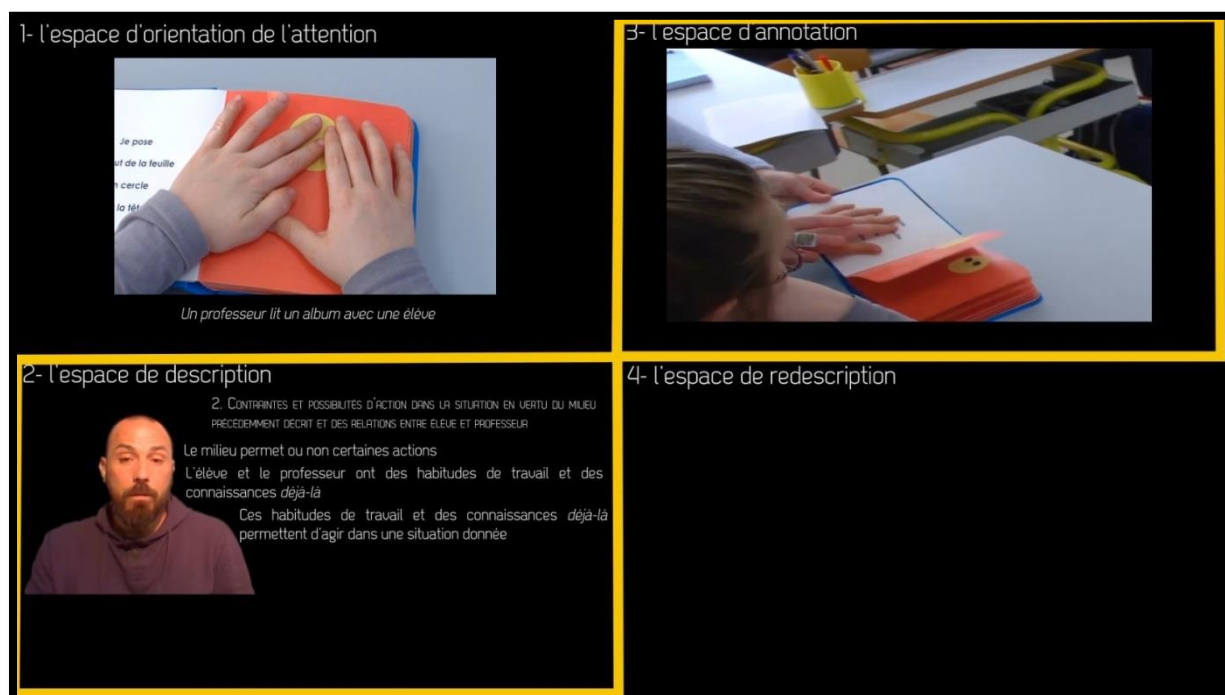 1- l'espace d'orientation de l'attention
Je pose
ut de la feuille
n cercle
la têt
Un professeur lit un album avec une élève
3- l'espace d'annotation
2- l'espace de description
2. Contraintes et possibilités d'action dans la situation en vertu du milieu
précédemment décrit et des relations entre élève et professeur
Le milieu permet ou non certaines actions
L'élève et le professeur ont des habitudes de travail et des
connaissances déjà-là
Ces habitudes de travail et des connaissances déjà-là
permettent d'agir dans une situation donnée
4- l'espace de redescription